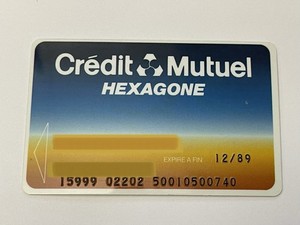 Crédit Mutuel
HEXAGONE
EXPIRE A FIN 12/89
15999 02202 50010500740